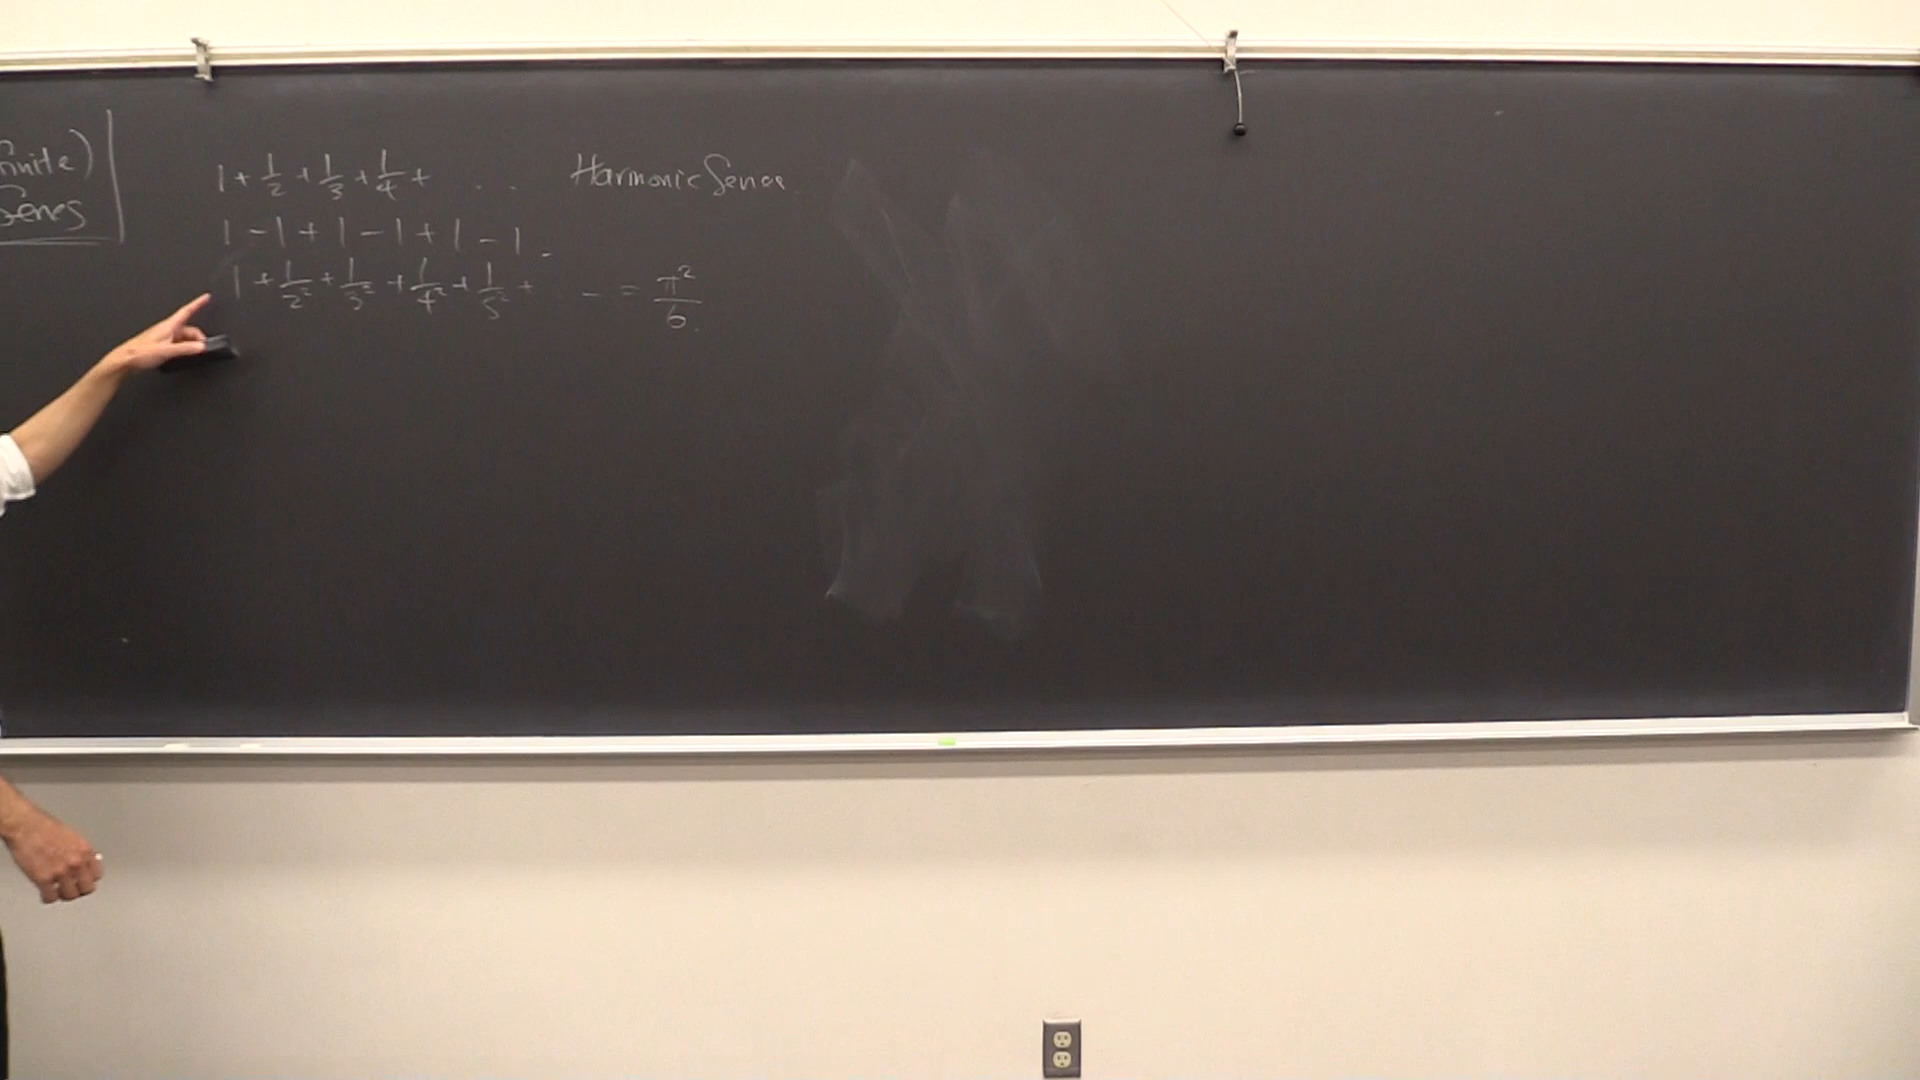 finite)
Series
1 + 1/2 + 1/3 + 1/4 + . . . Harmonic Series.
1 - 1 + 1 - 1 + 1 - 1 . -
1 + 1/2² + 1/3² + 1/4² + 1/5² + . - = π²/6.